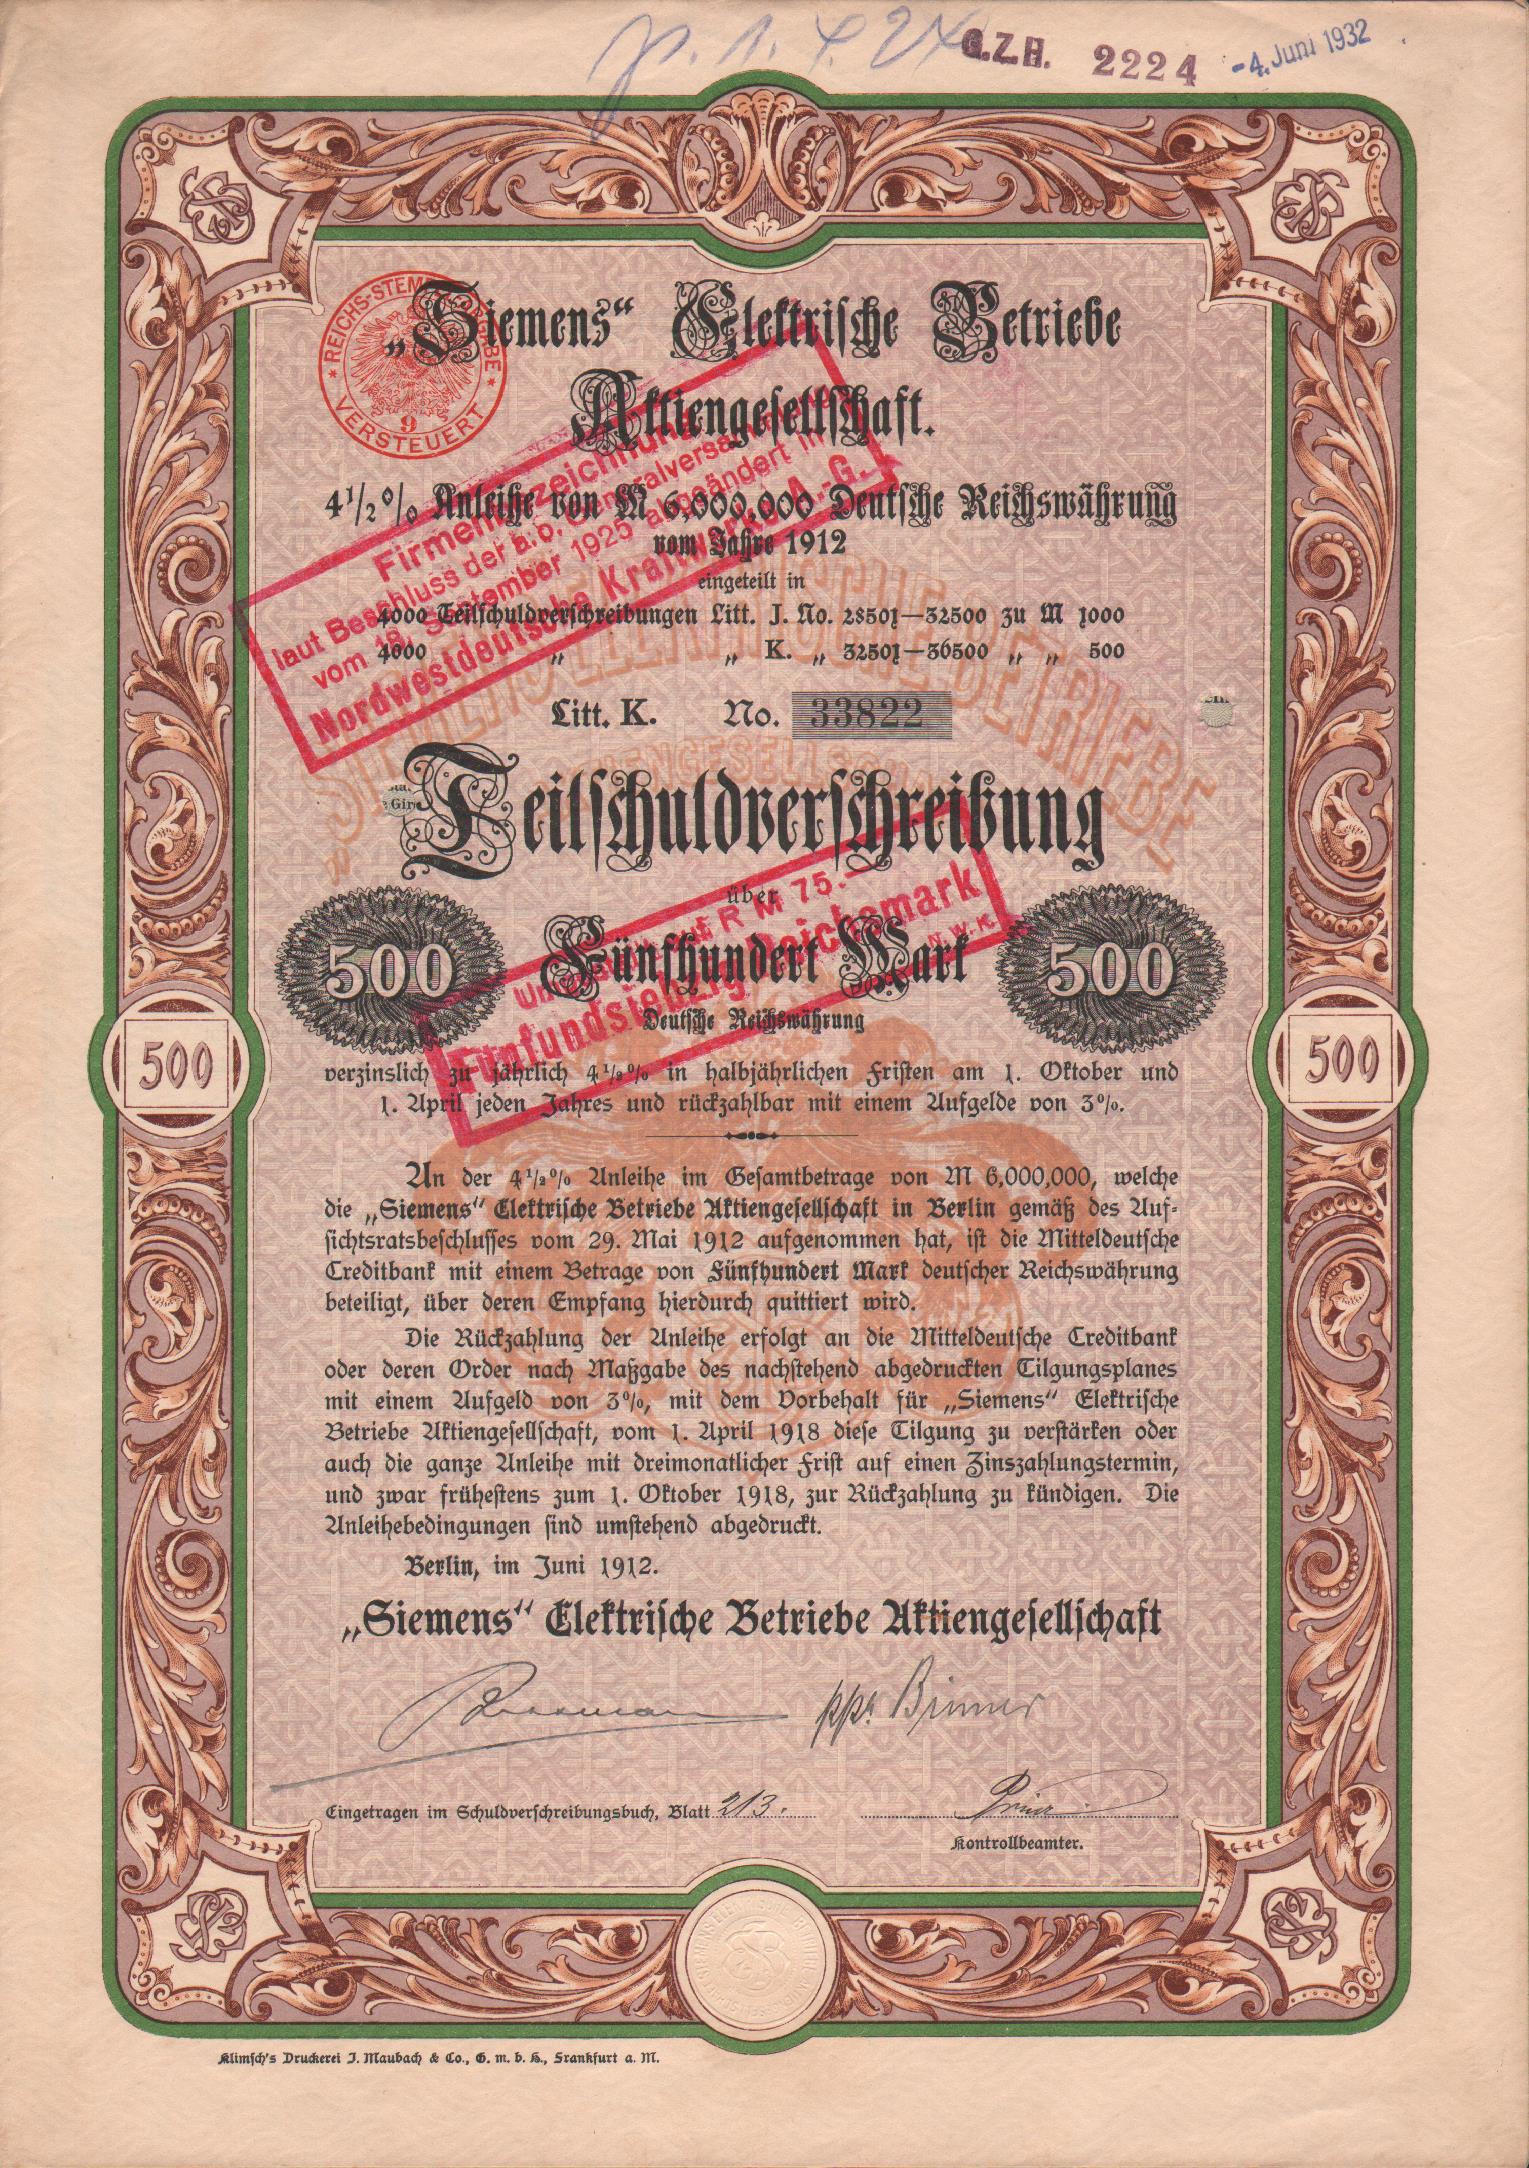 G.Z.H. 2224 -4. Juni 1932
REICHS-STEMPELABGABE
9
VERSTEUERT
„Siemens“ Elektrische Betriebe
Aktiengesellschaft.
Firmenbezeichnung
laut Beschluss der a. o. Generalversammlung
vom 18. September 1925 abgeändert in
Nordwestdeutsche Kraftwerke A.-G.
4½% Anleihe von M 6,000,000 Deutsche Reichswährung
vom Jahre 1912
eingeteilt in
4000 Teilschuldverschreibungen Litt. J. No. 28501—32500 zu M 1000
4000 „ „ K. „ 32501—36500 „ „ 500
Litt. K. No. 33822
Teilschuldverschreibung
über
Fünfhundert Mark
500 500
Deutsche Reichswährung
R M 75.—
Fünfundsiebzig Reichsmark
N.W.K.
500 500
verzinslich zu jährlich 4½% in halbjährlichen Fristen am 1. Oktober und
1. April jeden Jahres und rückzahlbar mit einem Aufgelde von 3%.
An der 4½% Anleihe im Gesamtbetrage von M 6,000,000, welche
die „Siemens“ Elektrische Betriebe Aktiengesellschaft in Berlin gemäß des Auf-
sichtsratsbeschlusses vom 29. Mai 1912 aufgenommen hat, ist die Mitteldeutsche
Creditbank mit einem Betrage von Fünfhundert Mark deutscher Reichswährung
beteiligt, über deren Empfang hierdurch quittiert wird.
Die Rückzahlung der Anleihe erfolgt an die Mitteldeutsche Creditbank
oder deren Order nach Maßgabe des nachstehend abgedruckten Tilgungsplanes
mit einem Aufgeld von 3%, mit dem Vorbehalt für „Siemens“ Elektrische
Betriebe Aktiengesellschaft, vom 1. April 1918 diese Tilgung zu verstärken oder
auch die ganze Anleihe mit dreimonatlicher Frist auf einen Zinszahlungstermin,
und zwar frühestens zum 1. Oktober 1918, zur Rückzahlung zu kündigen. Die
Anleihebedingungen sind umstehend abgedruckt.
Berlin, im Juni 1912.
„Siemens“ Elektrische Betriebe Aktiengesellschaft
ppa. Binner
Eingetragen im Schuldverschreibungsbuch, Blatt 213.
Kontrollbeamter.
Klimsch's Druckerei J. Maubach & Co., G. m. b. H., Frankfurt a. M.